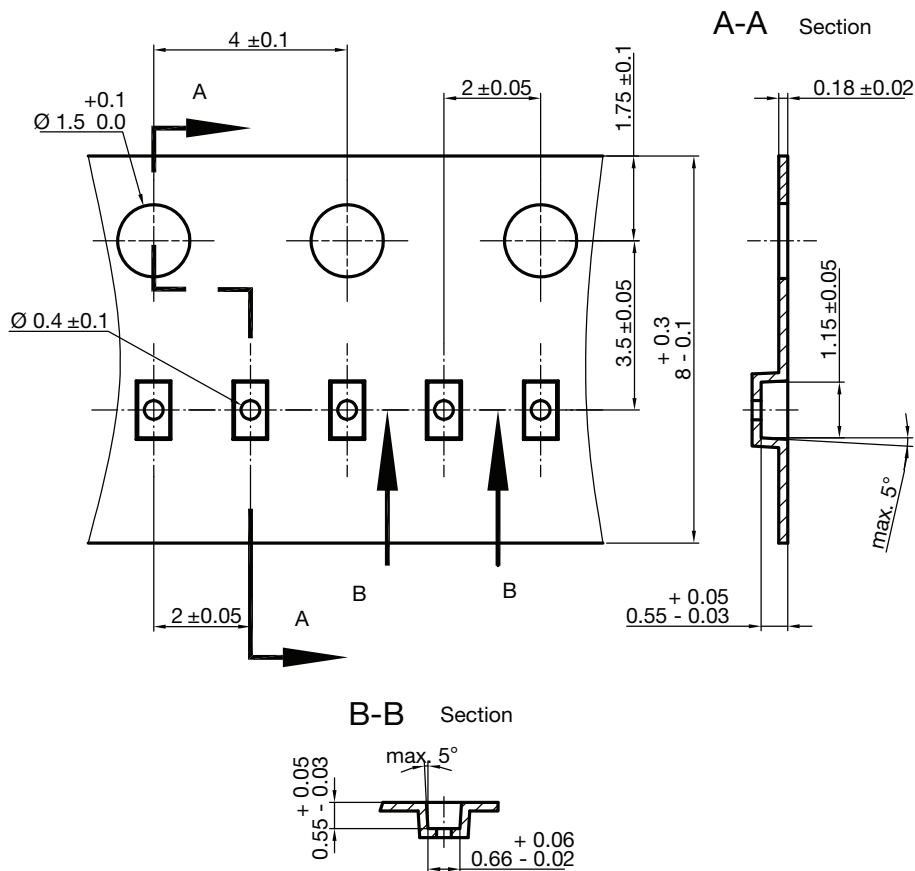 A-A Section
4 ±0.1
A
+0.1
Ø 1.5 0.0
2 ±0.05
1.75 ±0.1
0.18 ±0.02
Ø 0.4 ±0.1
3.5 ±0.05
+ 0.3
8 - 0.1
1.15 ±0.05
max. 5°
B
B
+ 0.05
0.55 - 0.03
2 ±0.05
A
B-B Section
max. 5°
+ 0.05
0.55 - 0.03
+ 0.06
0.66 - 0.02